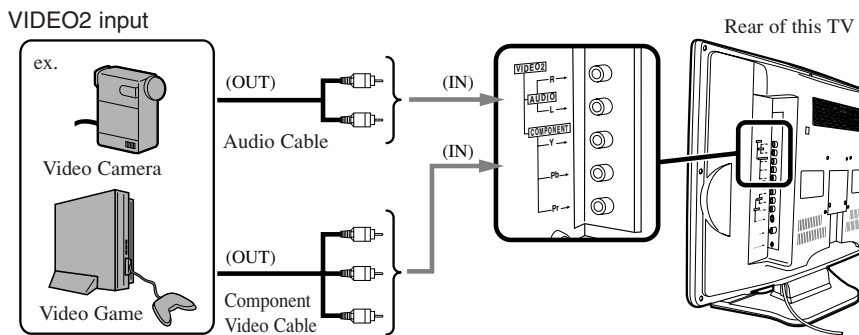 VIDEO2 input
Rear of this TV
ex.
(OUT)
(IN)
Audio Cable
Video Camera
(IN)
(OUT)
Component
Video Cable
Video Game
VIDEO2
R
AUDIO
L
COMPONENT
Y
Pb
Pr